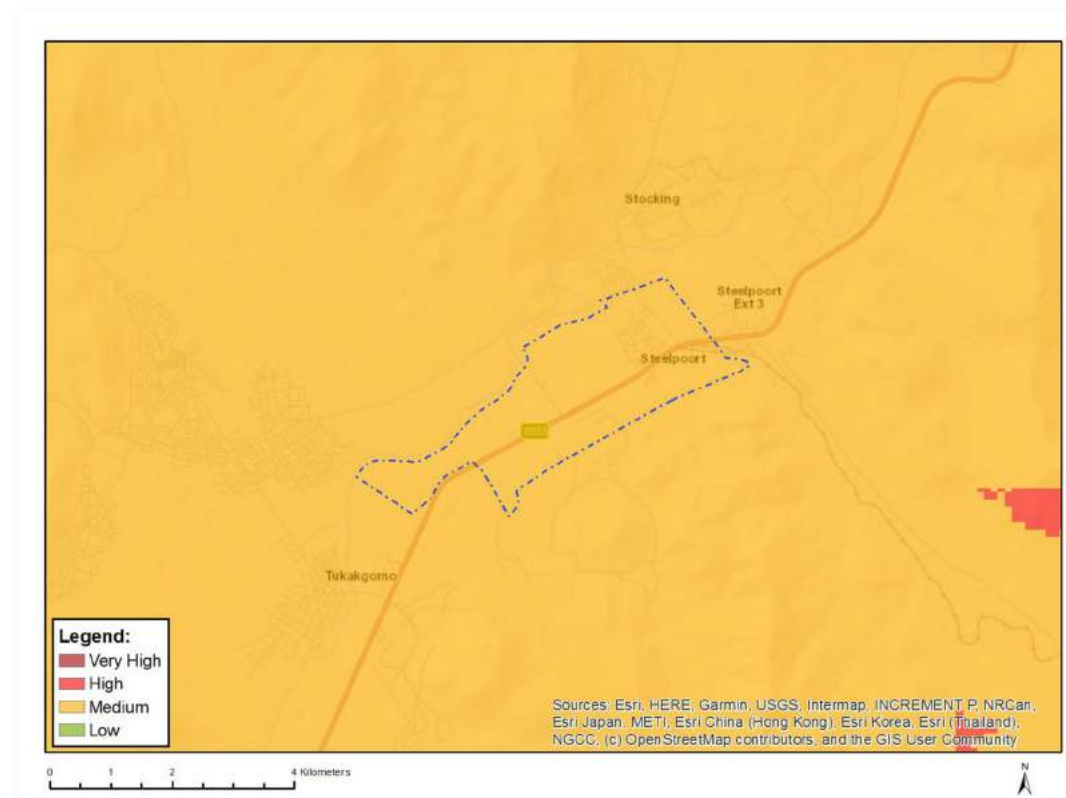 Stocking
Steelpoort
Ext 3
Steelpoort
Tukakgomo
Legend:
Very High
High
Medium
Low
Sources: Esri, HERE, Garmin, USGS, Intermap, INCREMENT P, NRCan,
Esri Japan, METI, Esri China (Hong Kong), Esri Korea, Esri (Thailand),
NGCC, (c) OpenStreetMap contributors, and the GIS User Community
0 1 2 4 Kilometers
N